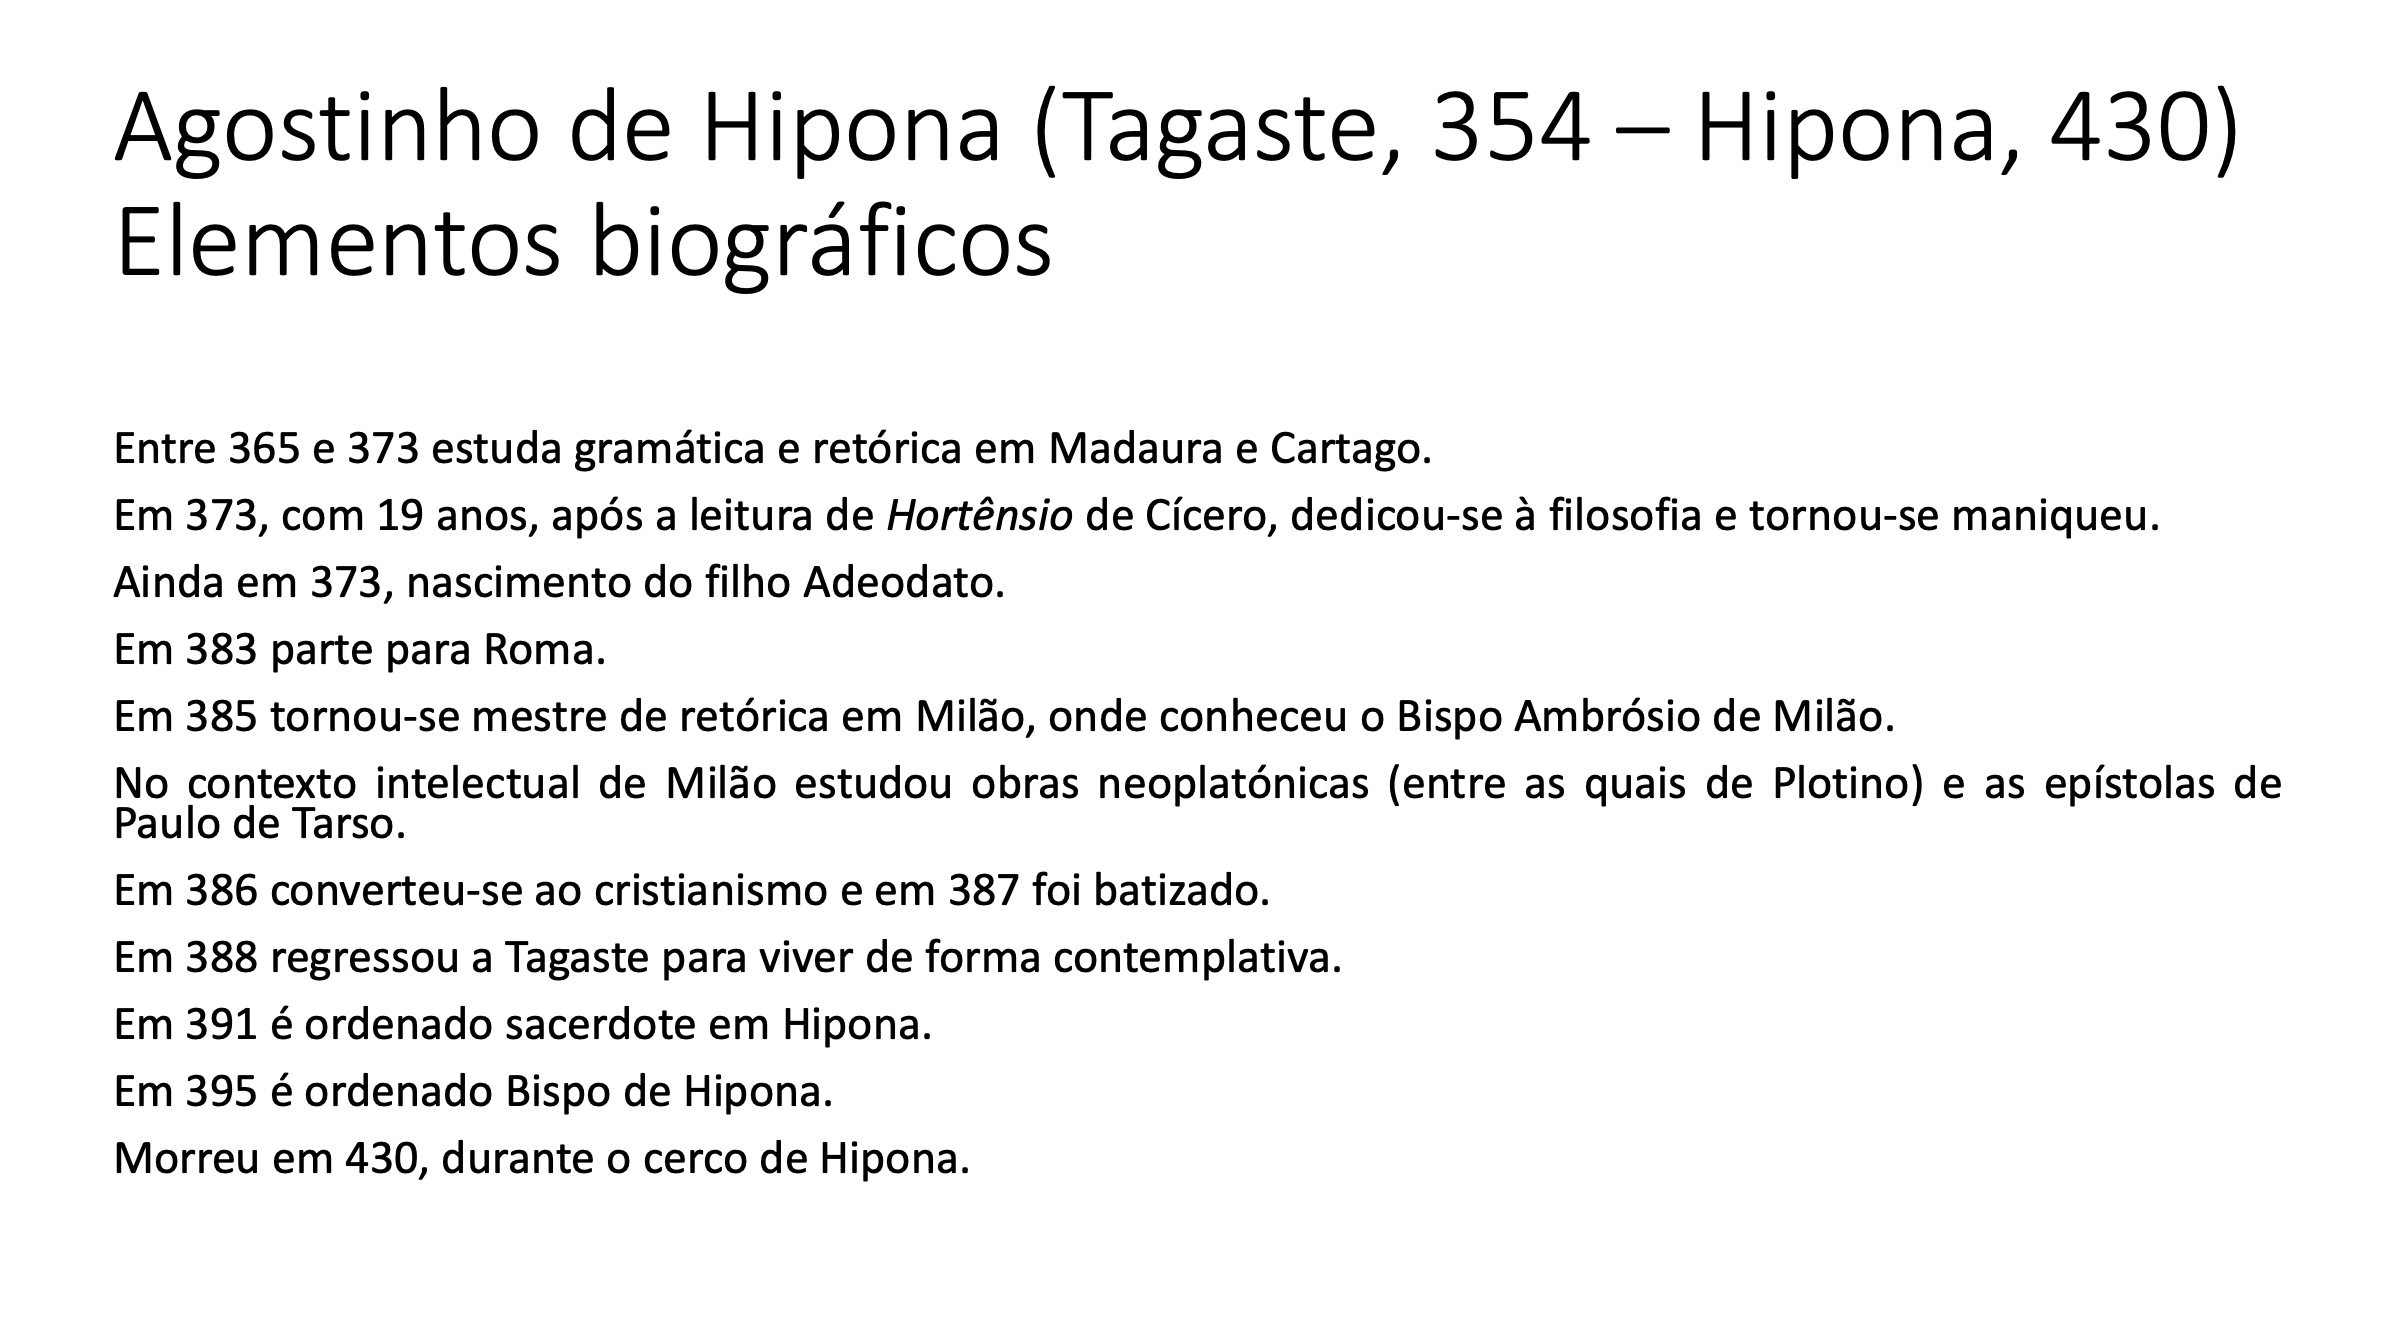 Agostinho de Hipona (Tagaste, 354 – Hipona, 430)
Elementos biográficos
Entre 365 e 373 estuda gramática e retórica em Madaura e Cartago.
Em 373, com 19 anos, após a leitura de Hortênsio de Cícero, dedicou-se à filosofia e tornou-se maniqueu.
Ainda em 373, nascimento do filho Adeodato.
Em 383 parte para Roma.
Em 385 tornou-se mestre de retórica em Milão, onde conheceu o Bispo Ambrósio de Milão.
No contexto intelectual de Milão estudou obras neoplatónicas (entre as quais de Plotino) e as epístolas de
Paulo de Tarso.
Em 386 converteu-se ao cristianismo e em 387 foi batizado.
Em 388 regressou a Tagaste para viver de forma contemplativa.
Em 391 é ordenado sacerdote em Hipona.
Em 395 é ordenado Bispo de Hipona.
Morreu em 430, durante o cerco de Hipona.